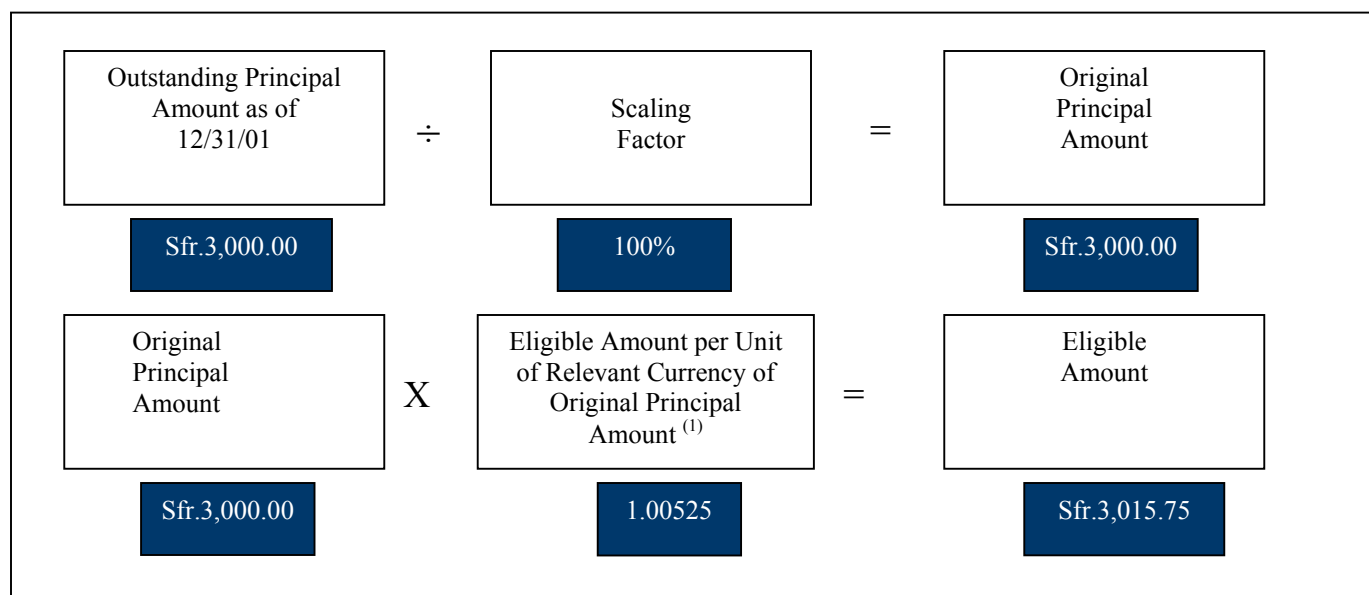 Outstanding Principal
Amount as of
12/31/01
÷
Scaling
Factor
=
Original
Principal
Amount
Sfr.3,000.00
100%
Sfr.3,000.00
Original
Principal
Amount
X
Eligible Amount per Unit
of Relevant Currency of
Original Principal
Amount (1)
=
Eligible
Amount
Sfr.3,000.00
1.00525
Sfr.3,015.75